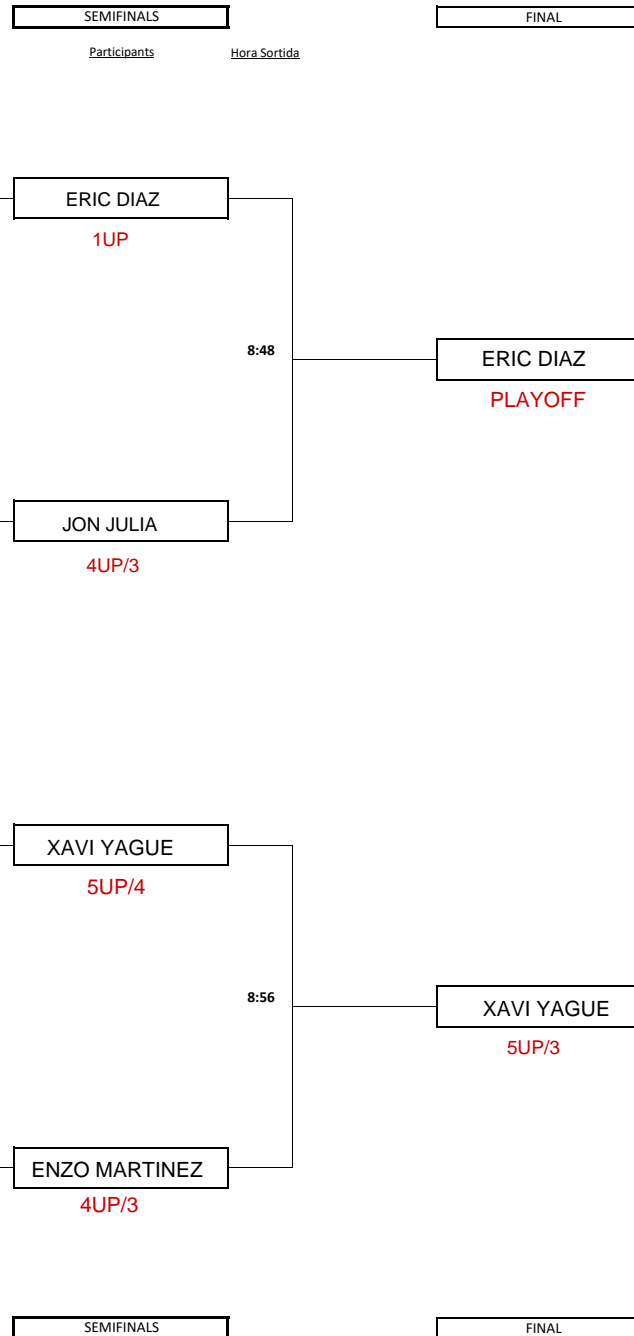 SEMIFINALS
FINAL
Participants
Hora Sortida
ERIC DIAZ
1UP
8:48
ERIC DIAZ
PLAYOFF
JON JULIA
4UP/3
XAVI YAGUE
5UP/4
8:56
XAVI YAGUE
5UP/3
ENZO MARTINEZ
4UP/3
SEMIFINALS
FINAL